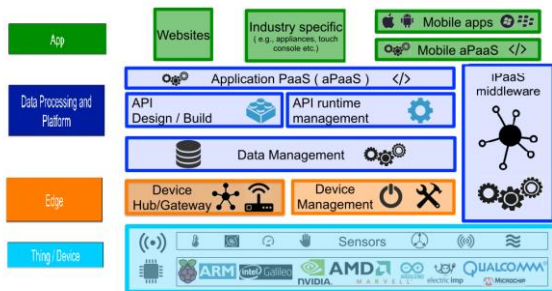 App
Websites
Industry specific
( e.g., appliances, touch
console etc.)
Mobile apps
Mobile aPaaS </>
Data Processing and
Platform
Application PaaS ( aPaaS ) </>
iPaaS
middleware
API
Design / Build
API runtime
management
Data Management
Edge
Device
Hub/Gateway
Device
Management
Thing / Device
Sensors
ARM
intel Galileo
NVIDIA.
AMD
MARVELL
ARDUINO
electric imp
QUALCOMM
MICROCHIP